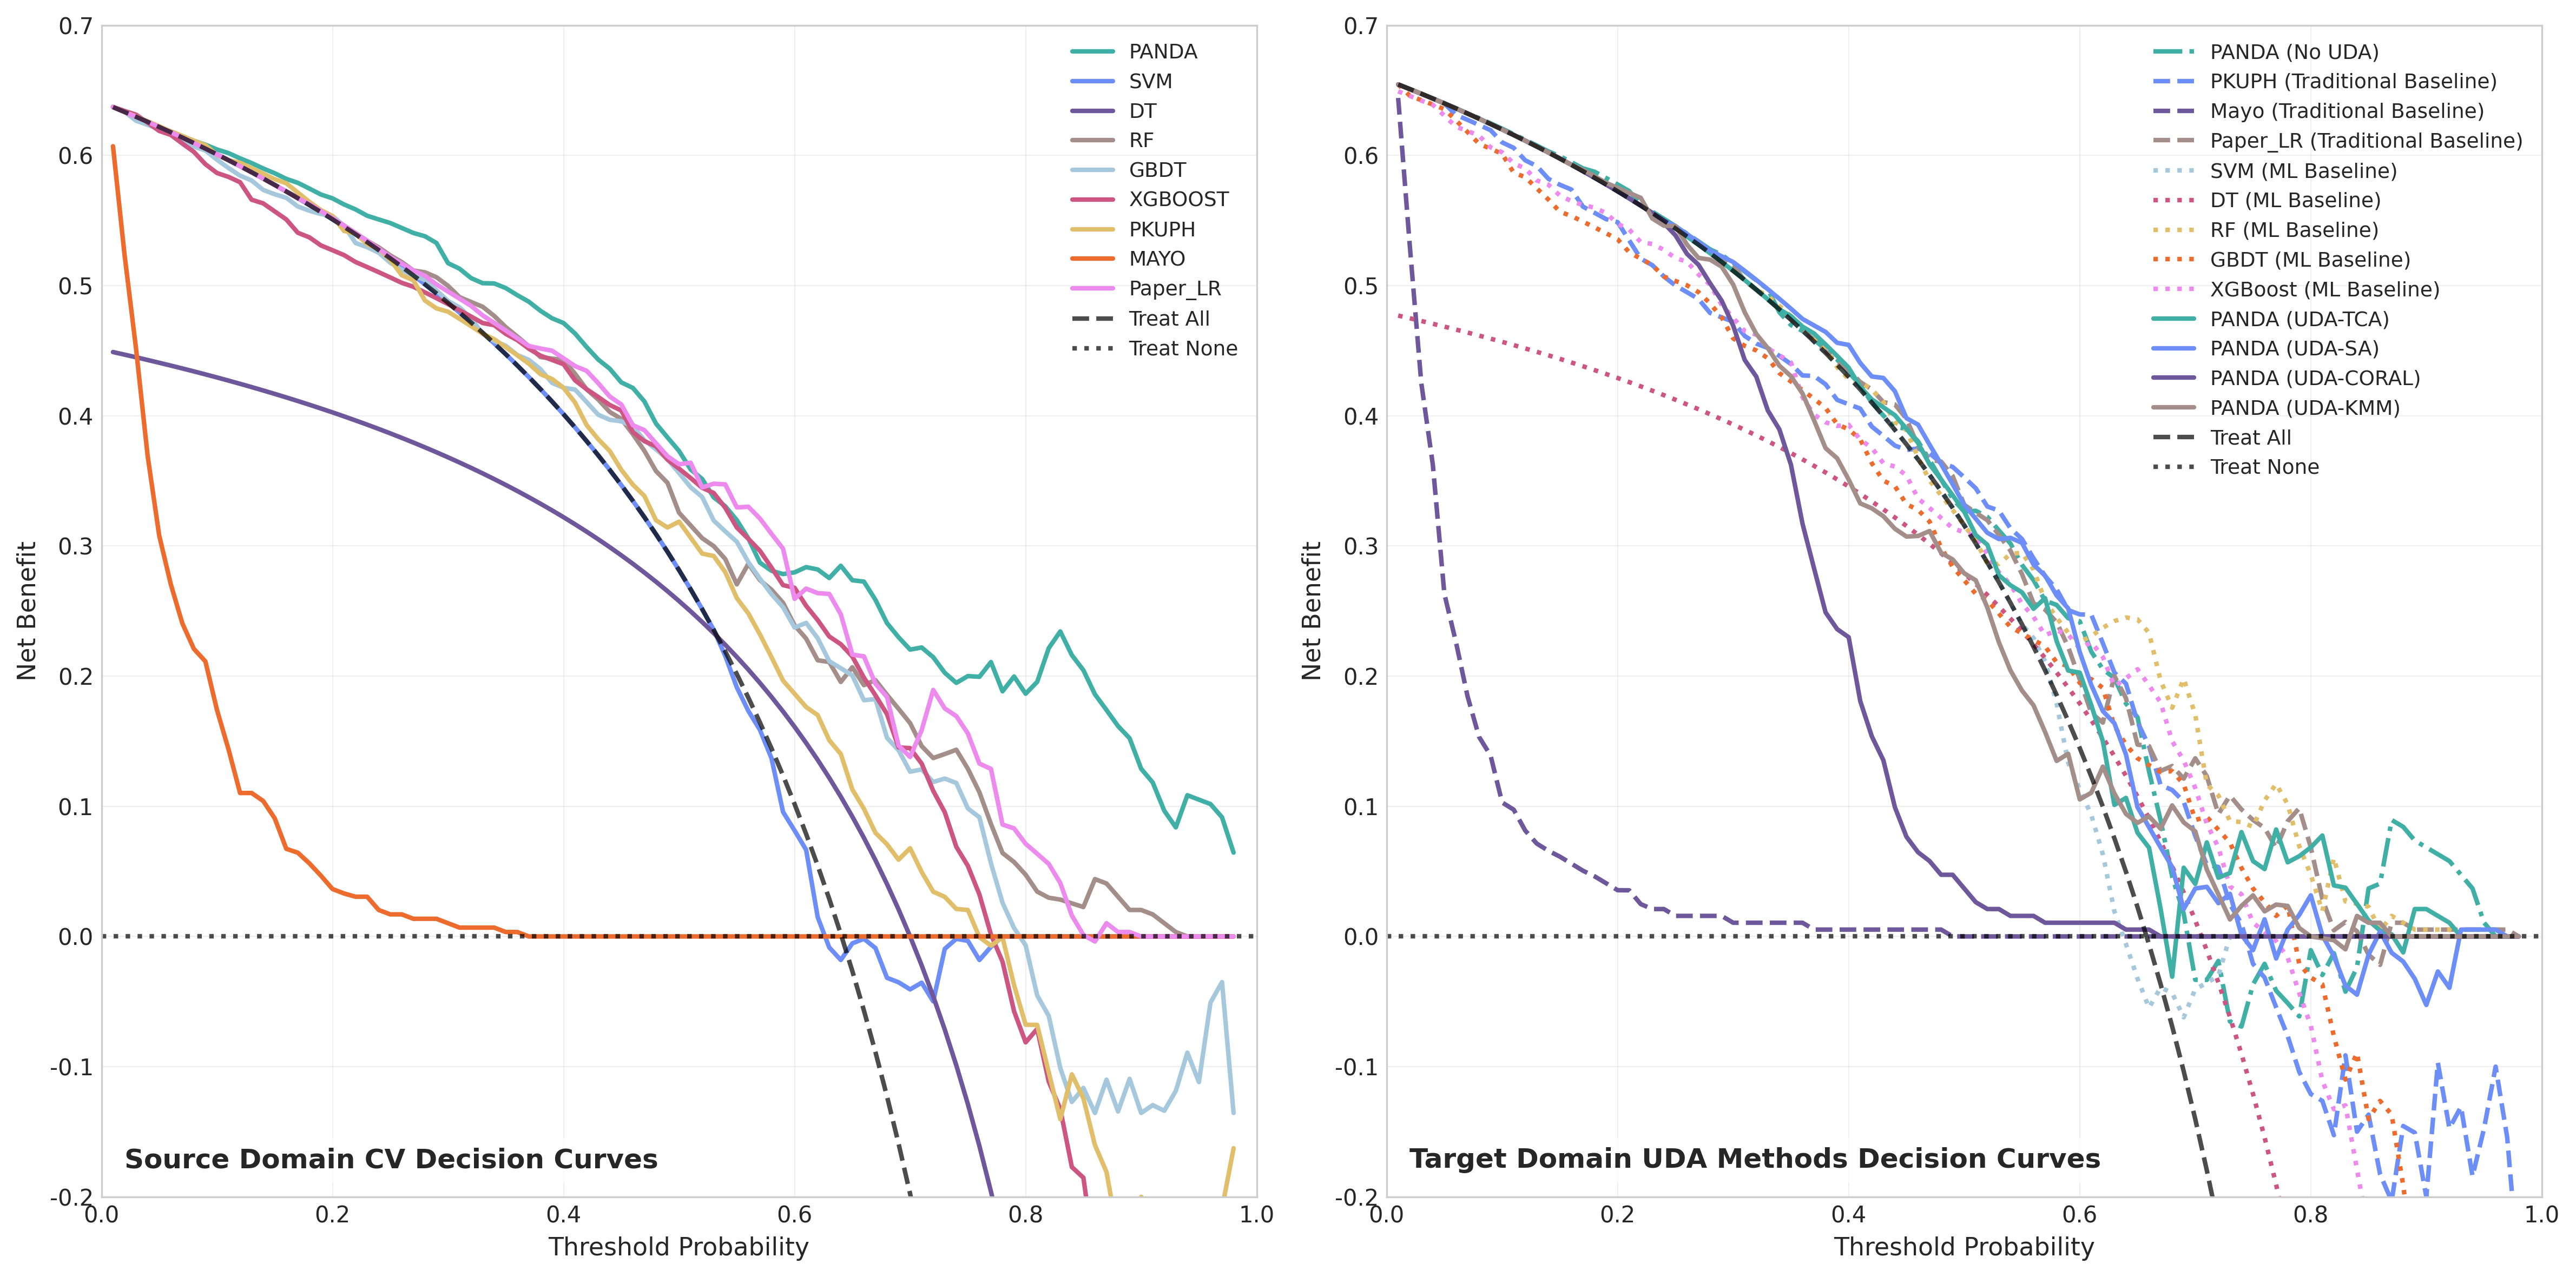 0.7
0.6
0.5
0.4
0.3
0.2
0.1
0.0
-0.1
-0.2
Net Benefit
PANDA
SVM
DT
RF
GBDT
XGBOOST
PKUPH
MAYO
Paper_LR
Treat All
Treat None
Source Domain CV Decision Curves
0.0 0.2 0.4 0.6 0.8 1.0
Threshold Probability
0.7
0.6
0.5
0.4
0.3
0.2
0.1
0.0
-0.1
-0.2
Net Benefit
PANDA (No UDA)
PKUPH (Traditional Baseline)
Mayo (Traditional Baseline)
Paper_LR (Traditional Baseline)
SVM (ML Baseline)
DT (ML Baseline)
RF (ML Baseline)
GBDT (ML Baseline)
XGBoost (ML Baseline)
PANDA (UDA-TCA)
PANDA (UDA-SA)
PANDA (UDA-CORAL)
PANDA (UDA-KMM)
Treat All
Treat None
Target Domain UDA Methods Decision Curves
0.0 0.2 0.4 0.6 0.8 1.0
Threshold Probability